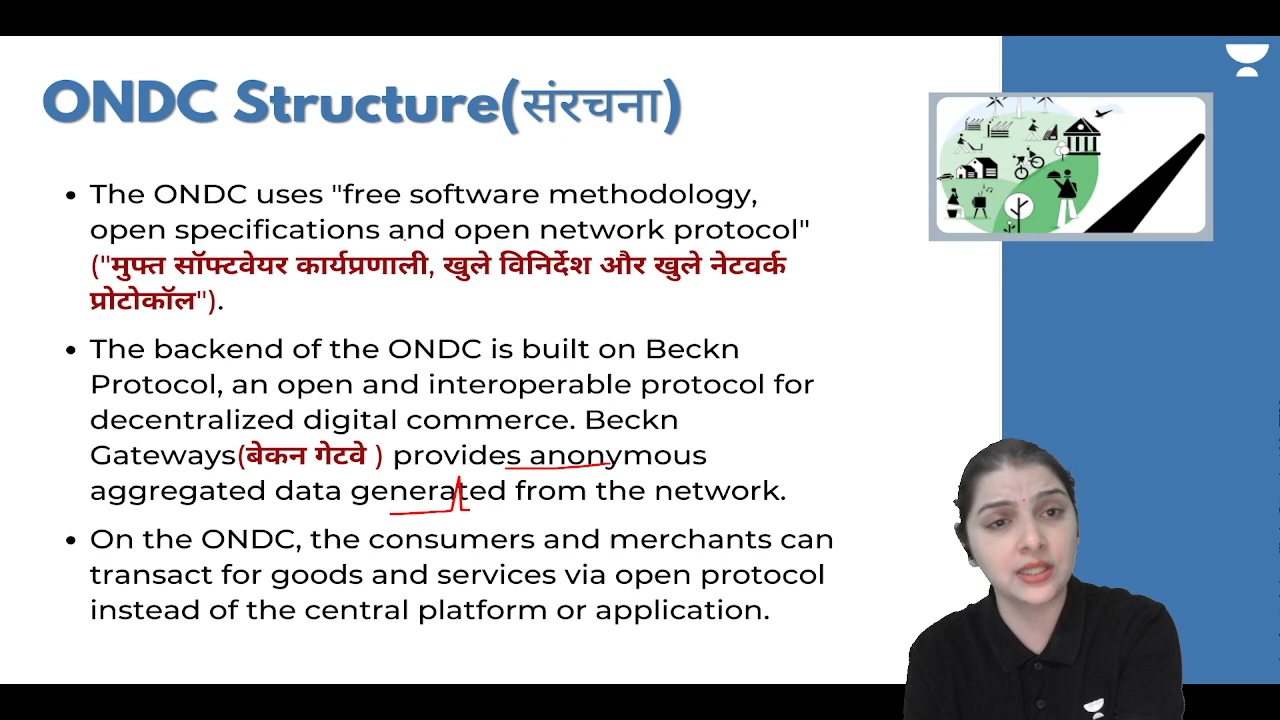 ONDC Structure(संरचना)
• The ONDC uses "free software methodology,
open specifications and open network protocol"
("मुफ्त सॉफ्टवेयर कार्यप्रणाली, खुले विनिर्देश और खुले नेटवर्क
प्रोटोकॉल").
• The backend of the ONDC is built on Beckn
Protocol, an open and interoperable protocol for
decentralized digital commerce. Beckn
Gateways(बेकन गेटवे ) provides anonymous
aggregated data generated from the network.
• On the ONDC, the consumers and merchants can
transact for goods and services via open protocol
instead of the central platform or application.